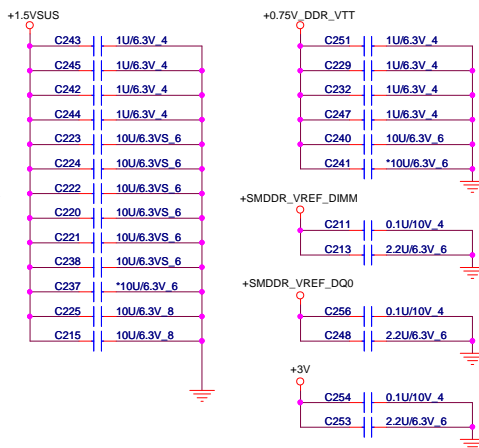 +1.5VSUS
C243 1U/6.3V_4
C245 1U/6.3V_4
C242 1U/6.3V_4
C244 1U/6.3V_4
C223 10U/6.3VS_6
C224 10U/6.3VS_6
C222 10U/6.3VS_6
C220 10U/6.3VS_6
C221 10U/6.3VS_6
C238 10U/6.3VS_6
C237 *10U/6.3V_6
C225 10U/6.3V_8
C215 10U/6.3V_8
+0.75V_DDR_VTT
C251 1U/6.3V_4
C229 1U/6.3V_4
C232 1U/6.3V_4
C247 1U/6.3V_4
C240 10U/6.3V_6
C241 *10U/6.3V_6
+SMDDR_VREF_DIMM
C211 0.1U/10V_4
C213 2.2U/6.3V_6
+SMDDR_VREF_DQ0
C256 0.1U/10V_4
C248 2.2U/6.3V_6
+3V
C254 0.1U/10V_4
C253 2.2U/6.3V_6